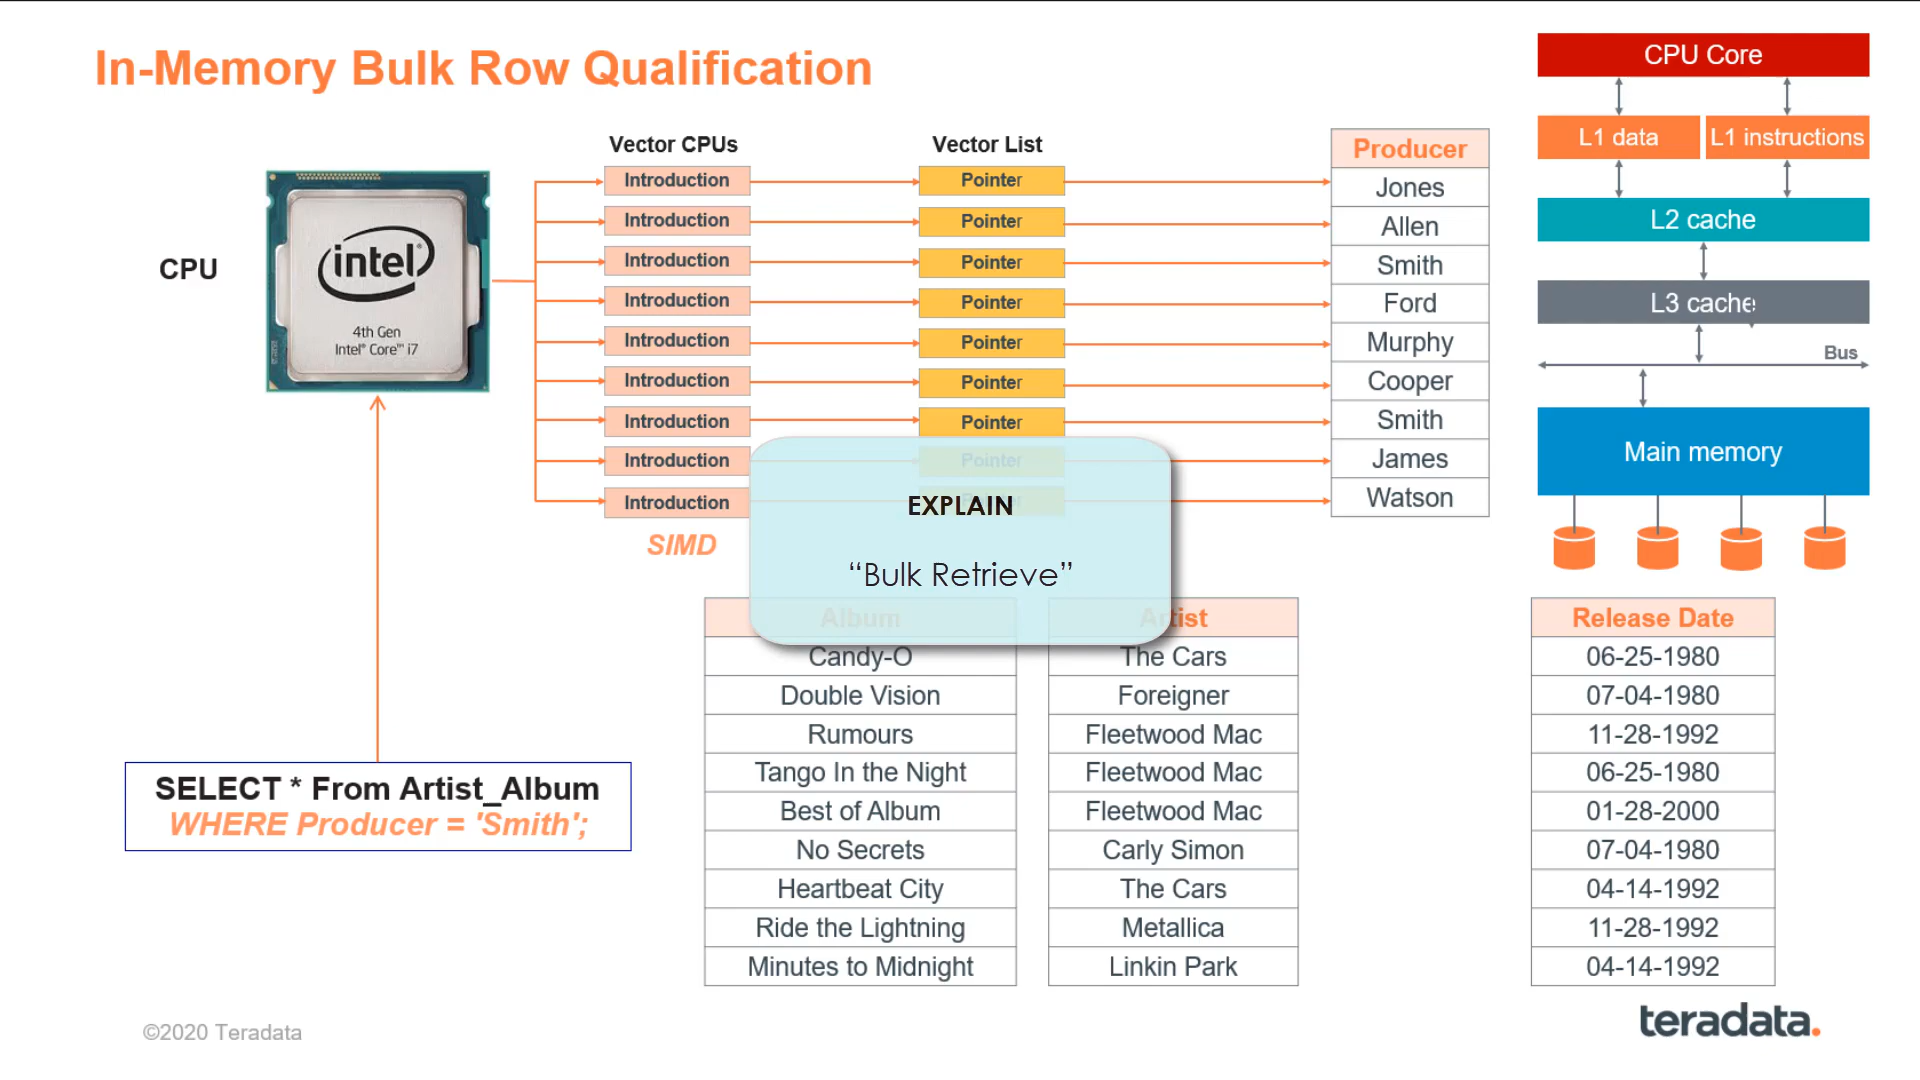 In-Memory Bulk Row Qualification
CPU
intel
4th Gen
Intel® Core™ i7
Vector CPUs
Introduction
Introduction
Introduction
Introduction
Introduction
Introduction
Introduction
Introduction
Introduction
SIMD
Vector List
Pointer
Pointer
Pointer
Pointer
Pointer
Pointer
Pointer
Pointer
EXPLAIN
“Bulk Retrieve”
Producer
Jones
Allen
Smith
Ford
Murphy
Cooper
Smith
James
Watson
CPU Core
L1 data
L1 instructions
L2 cache
L3 cache
Bus
Main memory
SELECT * From Artist_Album
WHERE Producer = 'Smith';
Album
Candy-O
Double Vision
Rumours
Tango In the Night
Best of Album
No Secrets
Heartbeat City
Ride the Lightning
Minutes to Midnight
Artist
The Cars
Foreigner
Fleetwood Mac
Fleetwood Mac
Fleetwood Mac
Carly Simon
The Cars
Metallica
Linkin Park
Release Date
06-25-1980
07-04-1980
11-28-1992
06-25-1980
01-28-2000
07-04-1980
04-14-1992
11-28-1992
04-14-1992
©2020 Teradata
teradata.